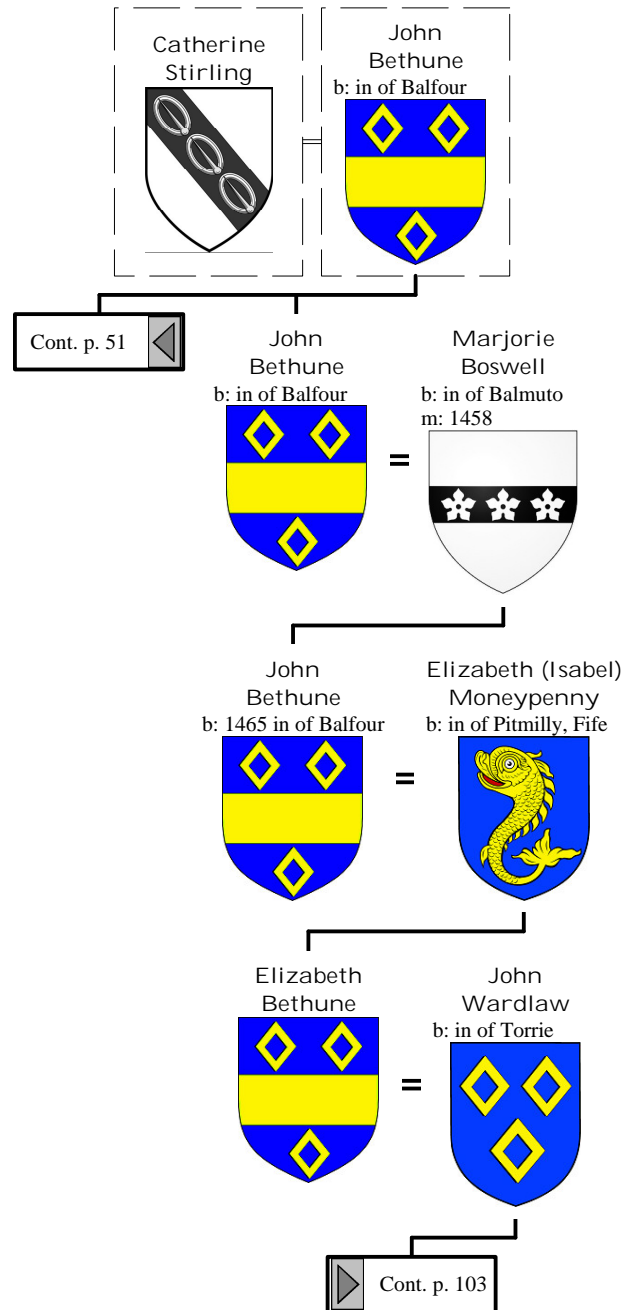 Catherine
Stirling
John
Bethune
b: in of Balfour
Cont. p. 51
John
Bethune
b: in of Balfour
=
Marjorie
Boswell
b: in of Balmuto
m: 1458
John
Bethune
b: 1465 in of Balfour
=
Elizabeth (Isabel)
Moneypenny
b: in of Pitmilly, Fife
Elizabeth
Bethune
=
John
Wardlaw
b: in of Torrie
Cont. p. 103